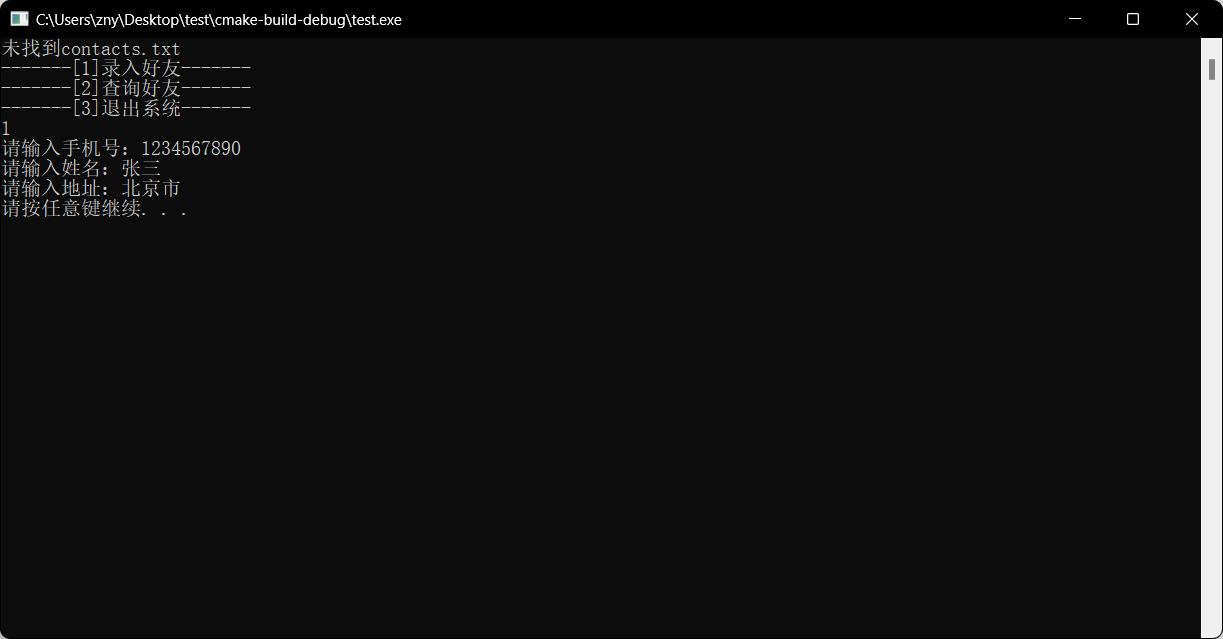 C:\Users\zny\Desktop\test\cmake-build-debug\test.exe
未找到contacts.txt
-------[1]录入好友-------
-------[2]查询好友-------
-------[3]退出系统-------
1
请输入手机号：1234567890
请输入姓名：张三
请输入地址：北京市
请按任意键继续. . .